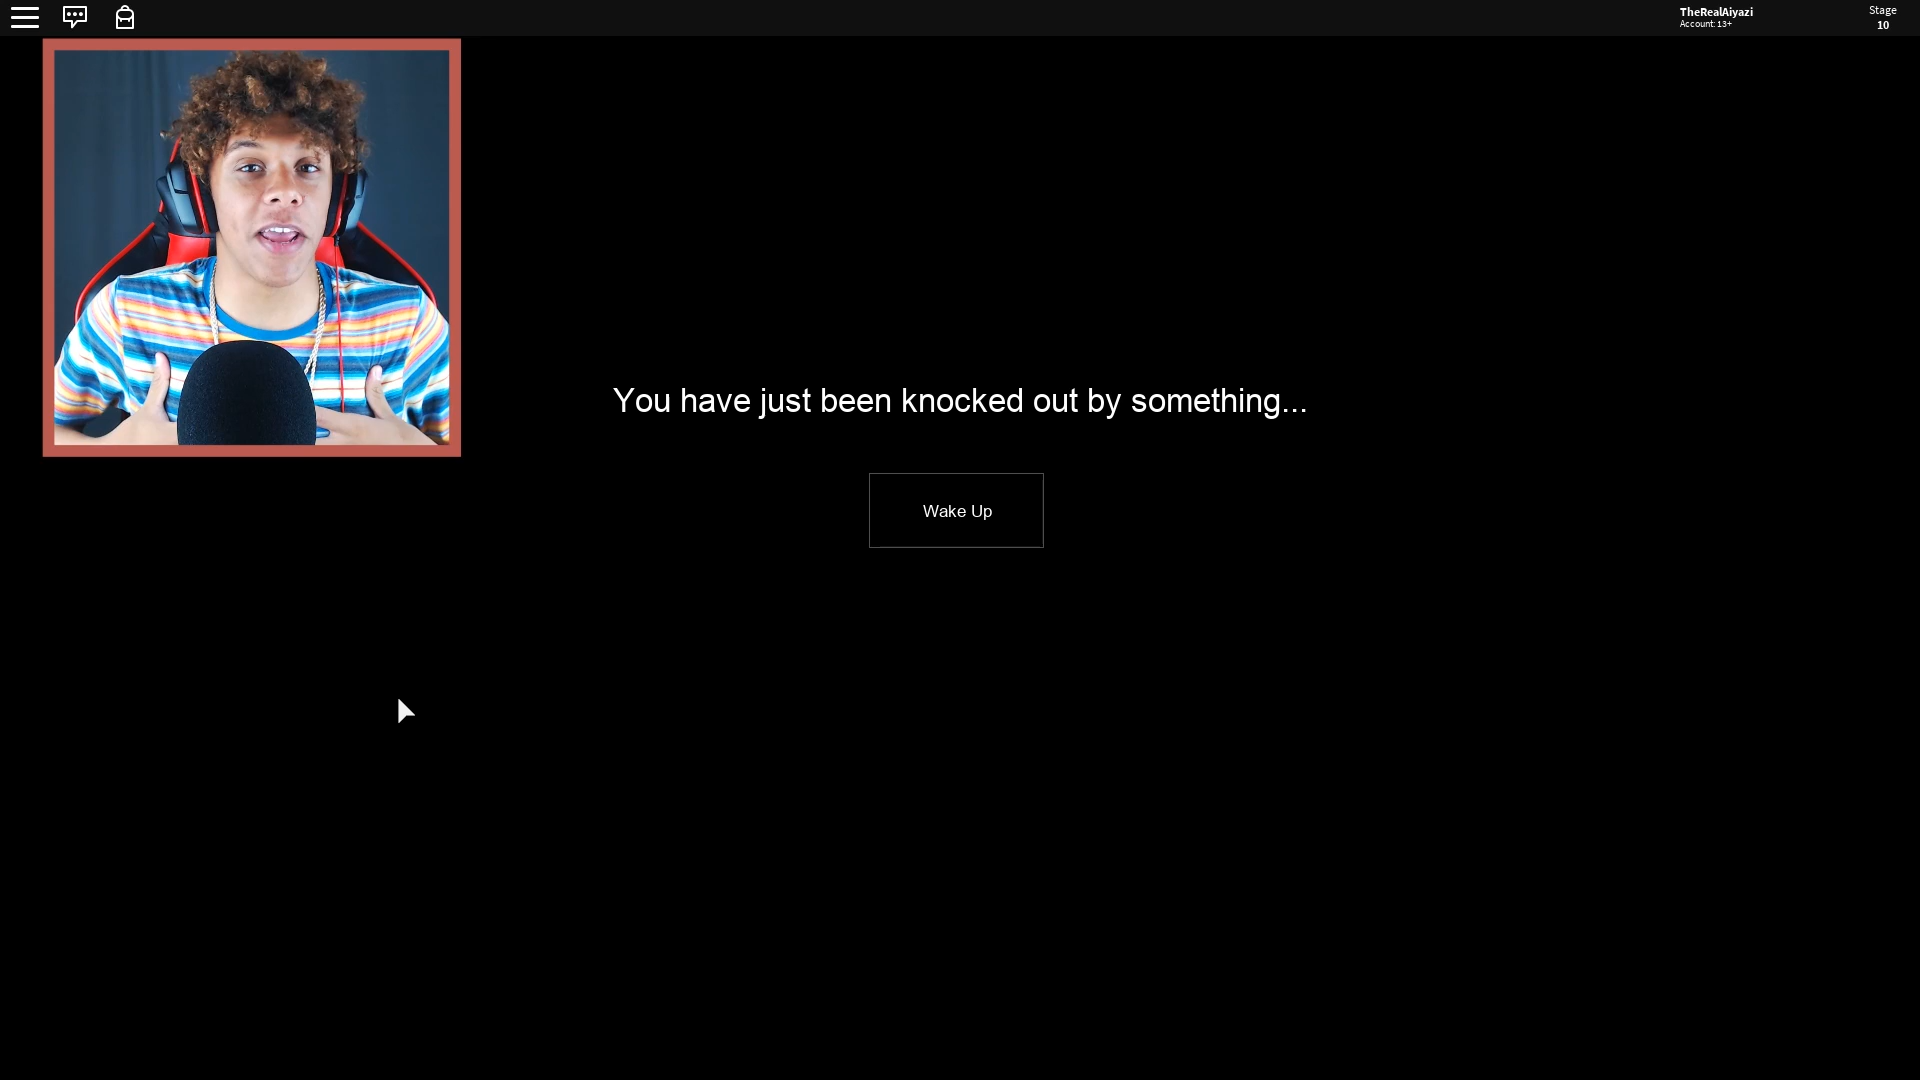 TheRealAiyazi
Account: 13+
Stage
10
You have just been knocked out by something...
Wake Up